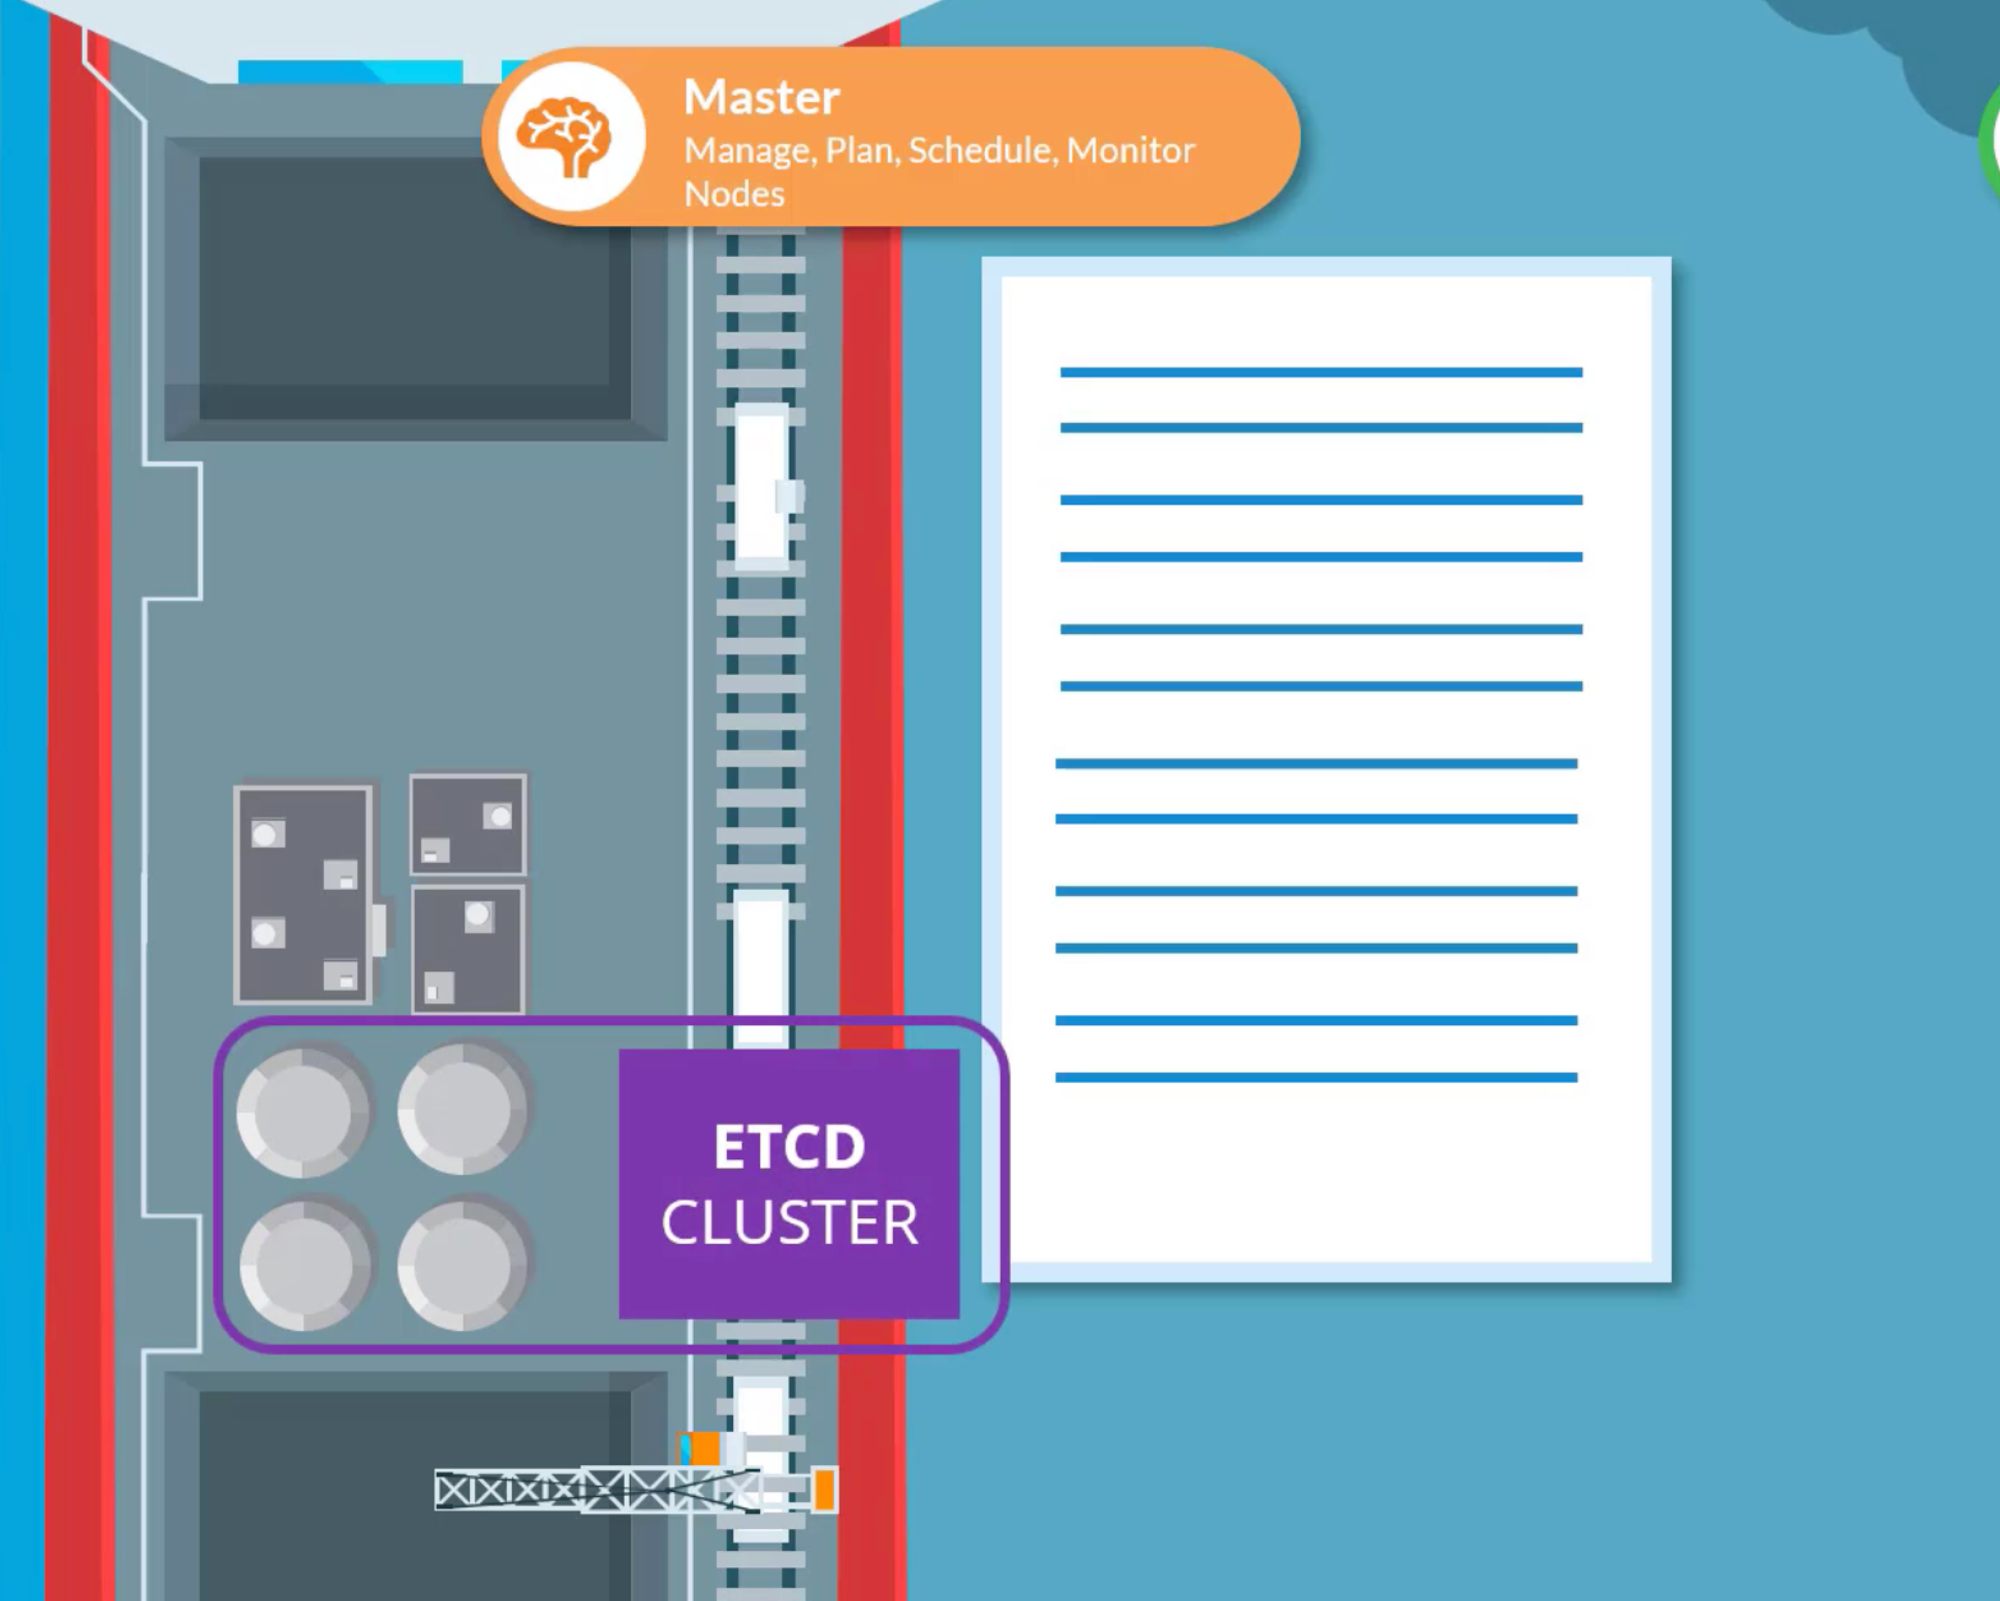 Master
Manage, Plan, Schedule, Monitor
Nodes
ETCD
CLUSTER